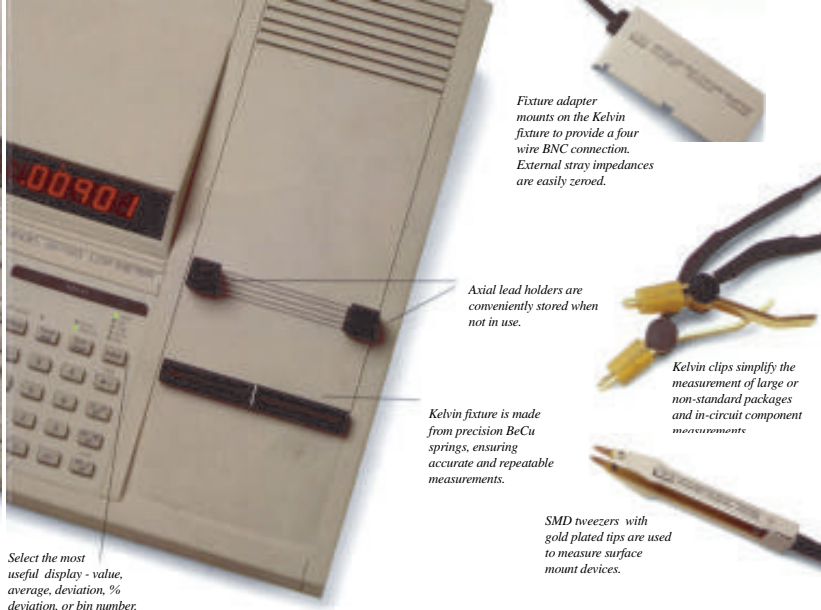 Fixture adapter
mounts on the Kelvin
fixture to provide a four
wire BNC connection.
External stray impedances
are easily zeroed.
.00901
Axial lead holders are
conveniently stored when
not in use.
Kelvin clips simplify the
measurement of large or
non-standard packages
and in-circuit component
measurements
Kelvin fixture is made
from precision BeCu
springs, ensuring
accurate and repeatable
measurements.
SMD tweezers with
gold plated tips are used
to measure surface
mount devices.
Select the most
useful display - value,
average, deviation, %
deviation, or bin number.